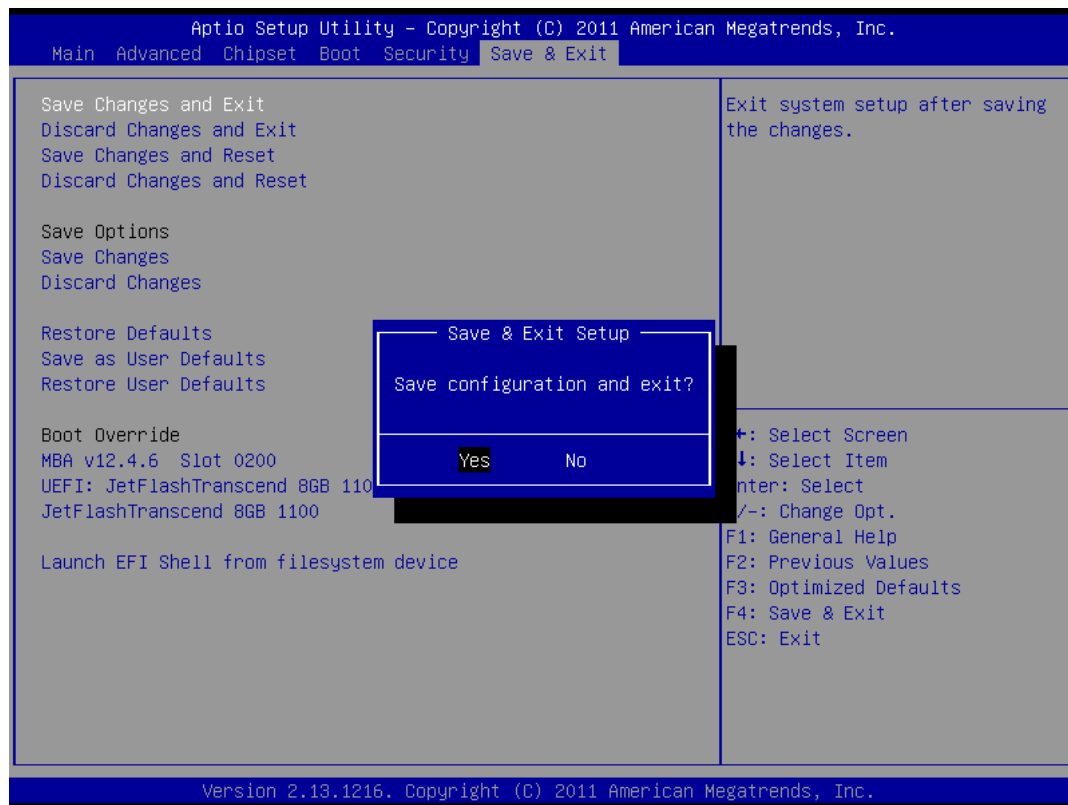 Aptio Setup Utility – Copyright (C) 2011 American Megatrends, Inc.
Main Advanced Chipset Boot Security Save & Exit
Save Changes and Exit
Discard Changes and Exit
Save Changes and Reset
Discard Changes and Reset
Save Options
Save Changes
Discard Changes
Restore Defaults
Save as User Defaults
Restore User Defaults
Boot Override
MBA v12.4.6 Slot 0200
UEFI: JetFlashTranscend 8GB 110
JetFlashTranscend 8GB 1100
Launch EFI Shell from filesystem device
Save & Exit Setup
Save configuration and exit?
Yes No
Exit system setup after saving
the changes.
: Select Screen
: Select Item
nter: Select
/-: Change Opt.
F1: General Help
F2: Previous Values
F3: Optimized Defaults
F4: Save & Exit
ESC: Exit
Version 2.13.1216. Copyright (C) 2011 American Megatrends, Inc.